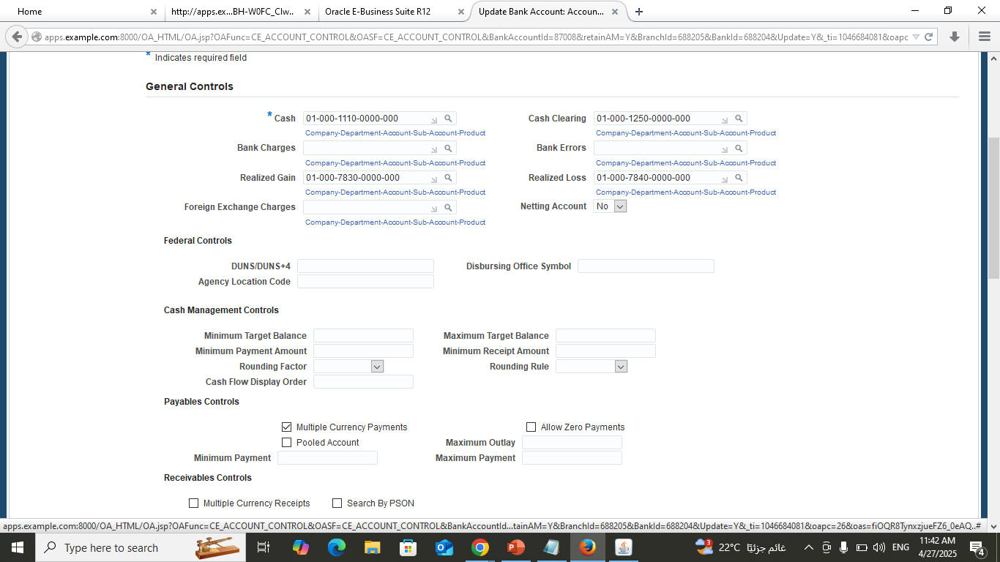 Home
http://apps.ex...BH-W0FC_Clw..
Oracle E-Business Suite R12
Update Bank Account: Accoun...
apps.example.com:8000/OA_HTML/OA.jsp?OAFunc=CE_ACCOUNT_CONTROL&OASF=CE_ACCOUNT_CONTROL&BankAccountId=87008&retainAM=Y&BranchId=688205&BankId=688204&Update=Y&_ti=1046684081&oapc
* Indicates required field
General Controls
* Cash 01-000-1110-0000-000 Cash Clearing 01-000-1250-0000-000
Company-Department-Account-Sub-Account-Product Company-Department-Account-Sub-Account-Product
Bank Charges Bank Errors
Company-Department-Account-Sub-Account-Product Company-Department-Account-Sub-Account-Product
Realized Gain 01-000-7830-0000-000 Realized Loss 01-000-7840-0000-000
Company-Department-Account-Sub-Account-Product Company-Department-Account-Sub-Account-Product
Foreign Exchange Charges Netting Account No
Company-Department-Account-Sub-Account-Product
Federal Controls
DUNS/DUNS+4 Disbursing Office Symbol
Agency Location Code
Cash Management Controls
Minimum Target Balance Maximum Target Balance
Minimum Payment Amount Minimum Receipt Amount
Rounding Factor Rounding Rule
Cash Flow Display Order
Payables Controls
Multiple Currency Payments Allow Zero Payments
Pooled Account Maximum Outlay
Minimum Payment Maximum Payment
Receivables Controls
Multiple Currency Receipts Search By PSON
apps.example.com:8000/OA_HTML/OA.jsp?OAFunc=CE_ACCOUNT_CONTROL&OASF=CE_ACCOUNT_CONTROL&BankAccountId...tainAM=Y&BranchId=688205&BankId=688204&Update=Y&_ti=1046684081&oapc=26&oas=fiOQR8TynxzjueFZ6_0eAQ..#
Type here to search
3
22°C غائم جزئيًا
ENG
11:42 AM
4/27/2025
4